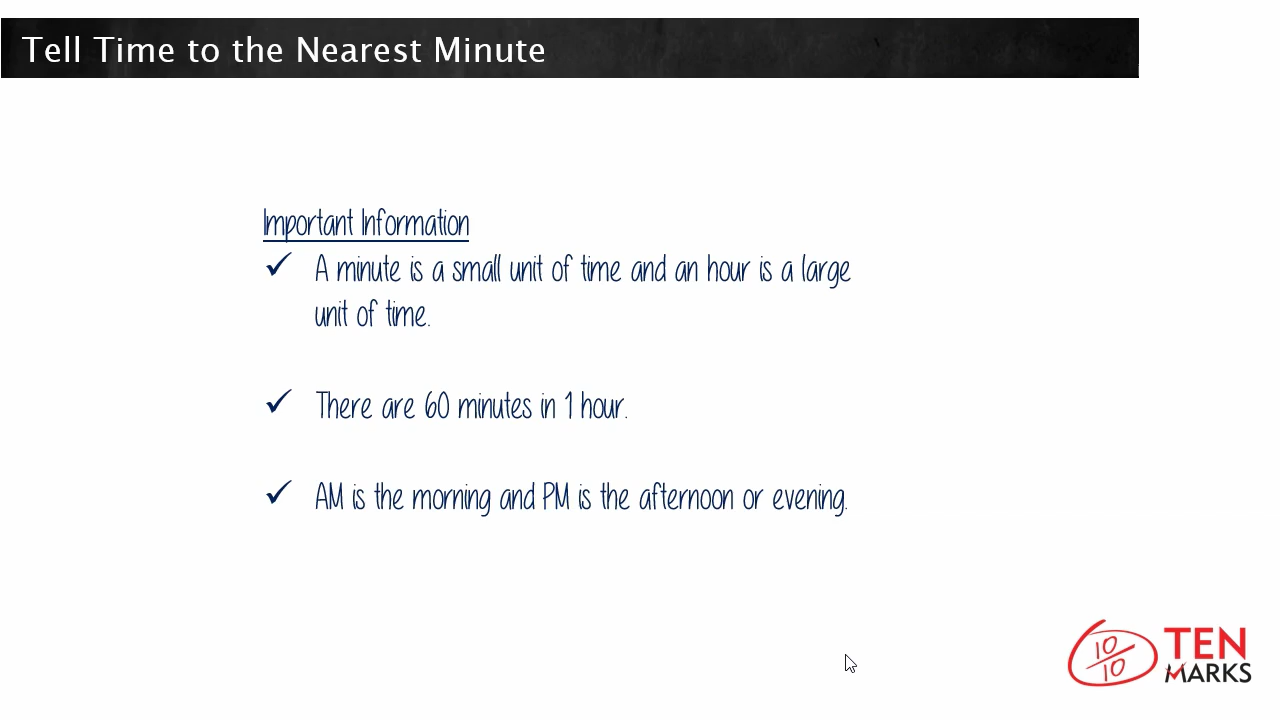 Tell Time to the Nearest Minute
Important Information
✓ A minute is a small unit of time and an hour is a large
unit of time.
✓ There are 60 minutes in 1 hour.
✓ AM is the morning and PM is the afternoon or evening.
10
10
TEN
MARKS